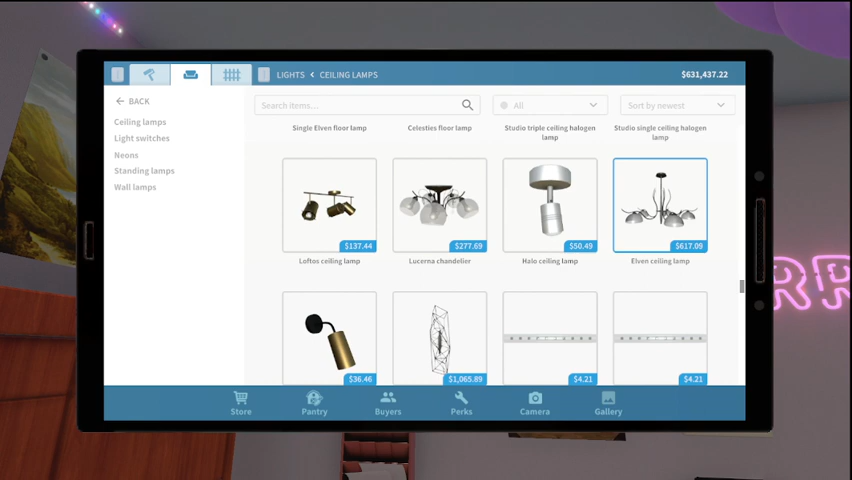 LIGHTS < CEILING LAMPS
$631,437.22
BACK
Ceiling lamps
Light switches
Neons
Standing lamps
Wall lamps
Search items...
All
Sort by newest
Single Elven floor lamp
Celesties floor lamp
Studio triple ceiling halogen
lamp
Studio single ceiling halogen
lamp
$137.44
$277.69
$50.49
$617.09
Loftos ceiling lamp
Lucerna chandelier
Halo ceiling lamp
Elven ceiling lamp
$36.46
$1,065.89
$4.21
$4.21
Store
Pantry
Buyers
Perks
Camera
Gallery